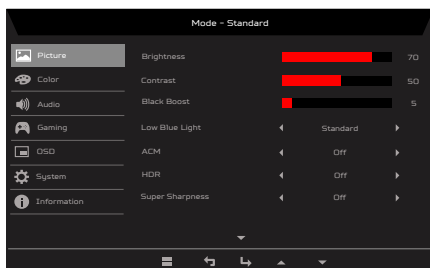 Mode - Standard
Picture
Color
Audio
Gaming
OSD
System
Information
Brightness 70
Contrast 50
Black Boost 5
Low Blue Light Standard
ACM Off
HDR Off
Super Sharpness Off